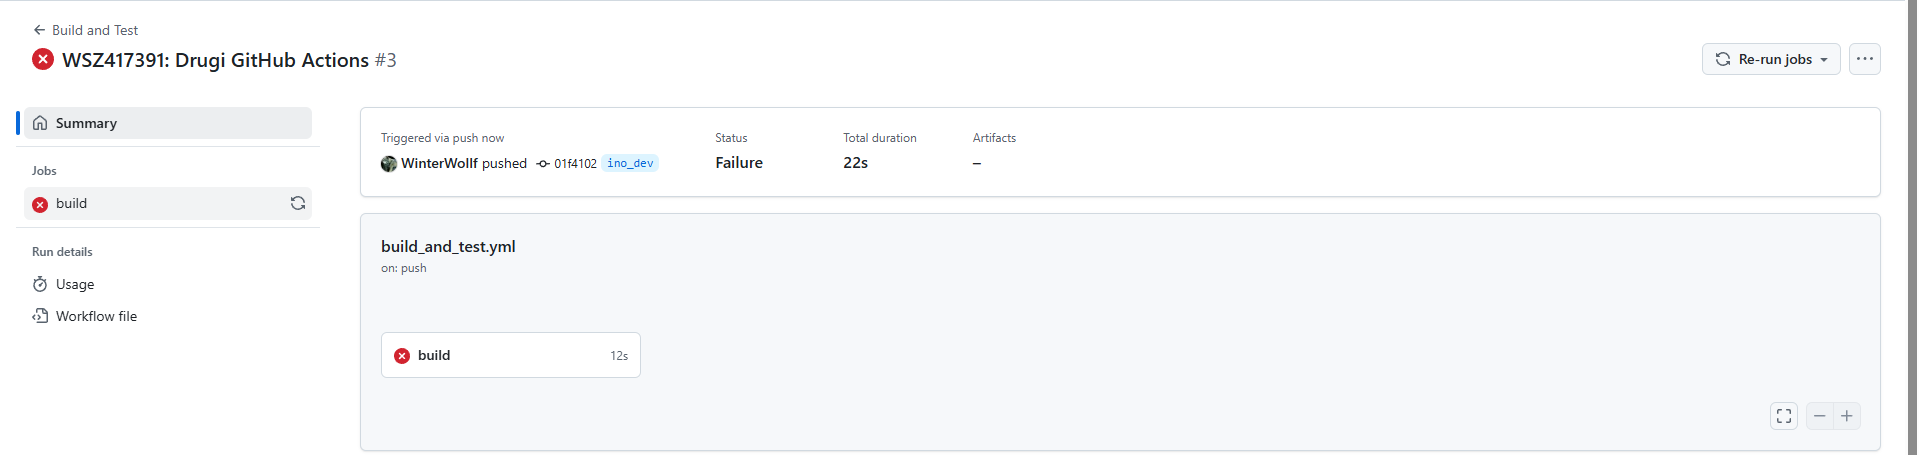 Build and Test
WSZ417391: Drugi GitHub Actions #3
Re-run jobs
Summary
Jobs
build
Run details
Usage
Workflow file
Triggered via push now
WinterWollf pushed 01f4102 ino_dev
Status
Failure
Total duration
22s
Artifacts
–
build_and_test.yml
on: push
build 12s